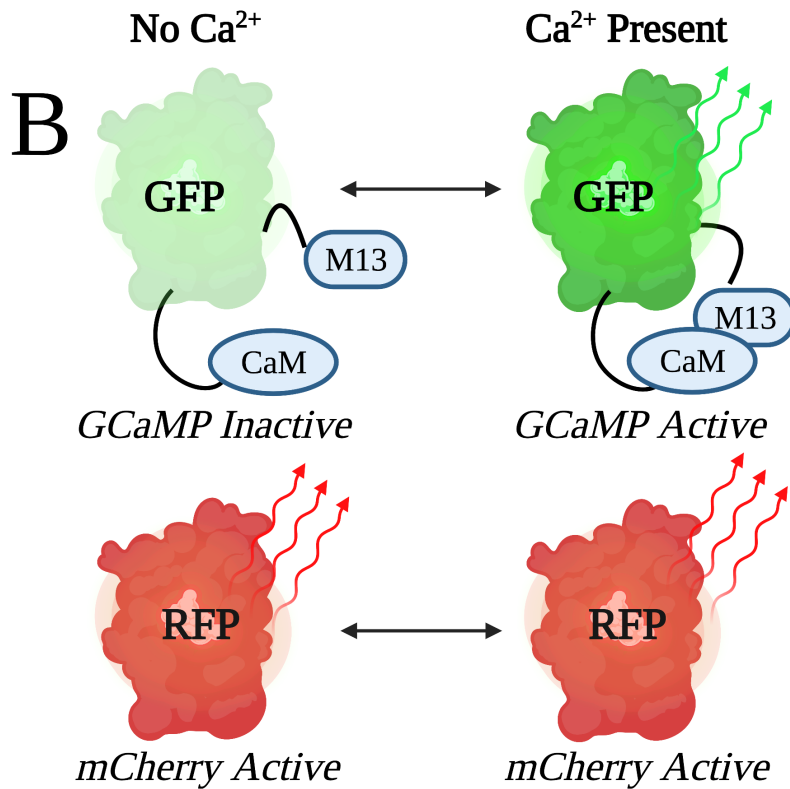 No Ca²⁺
Ca²⁺ Present
B
GFP
GFP
M13
M13
CaM
CaM
GCaMP Inactive
GCaMP Active
RFP
RFP
mCherry Active
mCherry Active